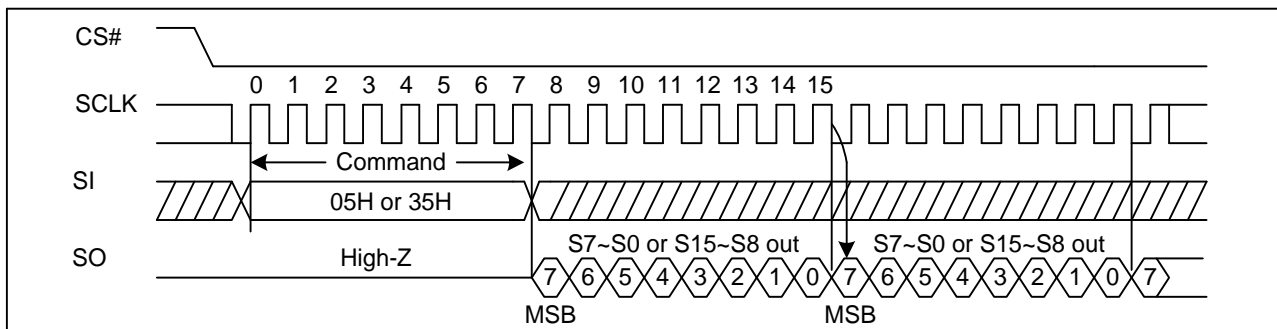 CS#
0 1 2 3 4 5 6 7 8 9 10 11 12 13 14 15
SCLK
Command
SI
05H or 35H
S7~S0 or S15~S8 out S7~S0 or S15~S8 out
SO High-Z
7 6 5 4 3 2 1 0 7 6 5 4 3 2 1 0 7
MSB MSB